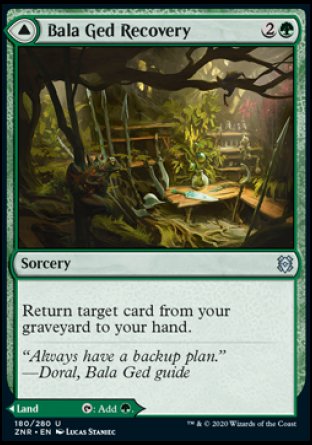 Bala Ged Recovery 2
Sorcery
Return target card from your
graveyard to your hand.
"Always have a backup plan."
—Doral, Bala Ged guide
Land : Add .
180/280 U
ZNR • EN Lucas Staniec ™ & © 2020 Wizards of the Coast